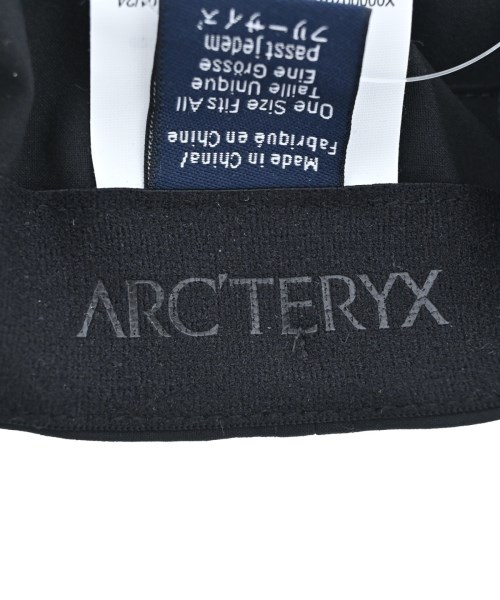 Made in China/
Fabriqué en Chine
One Size Fits All
Taille Unique
Eine Grösse
passt jedem
フリーサイズ
ARC'TERYX